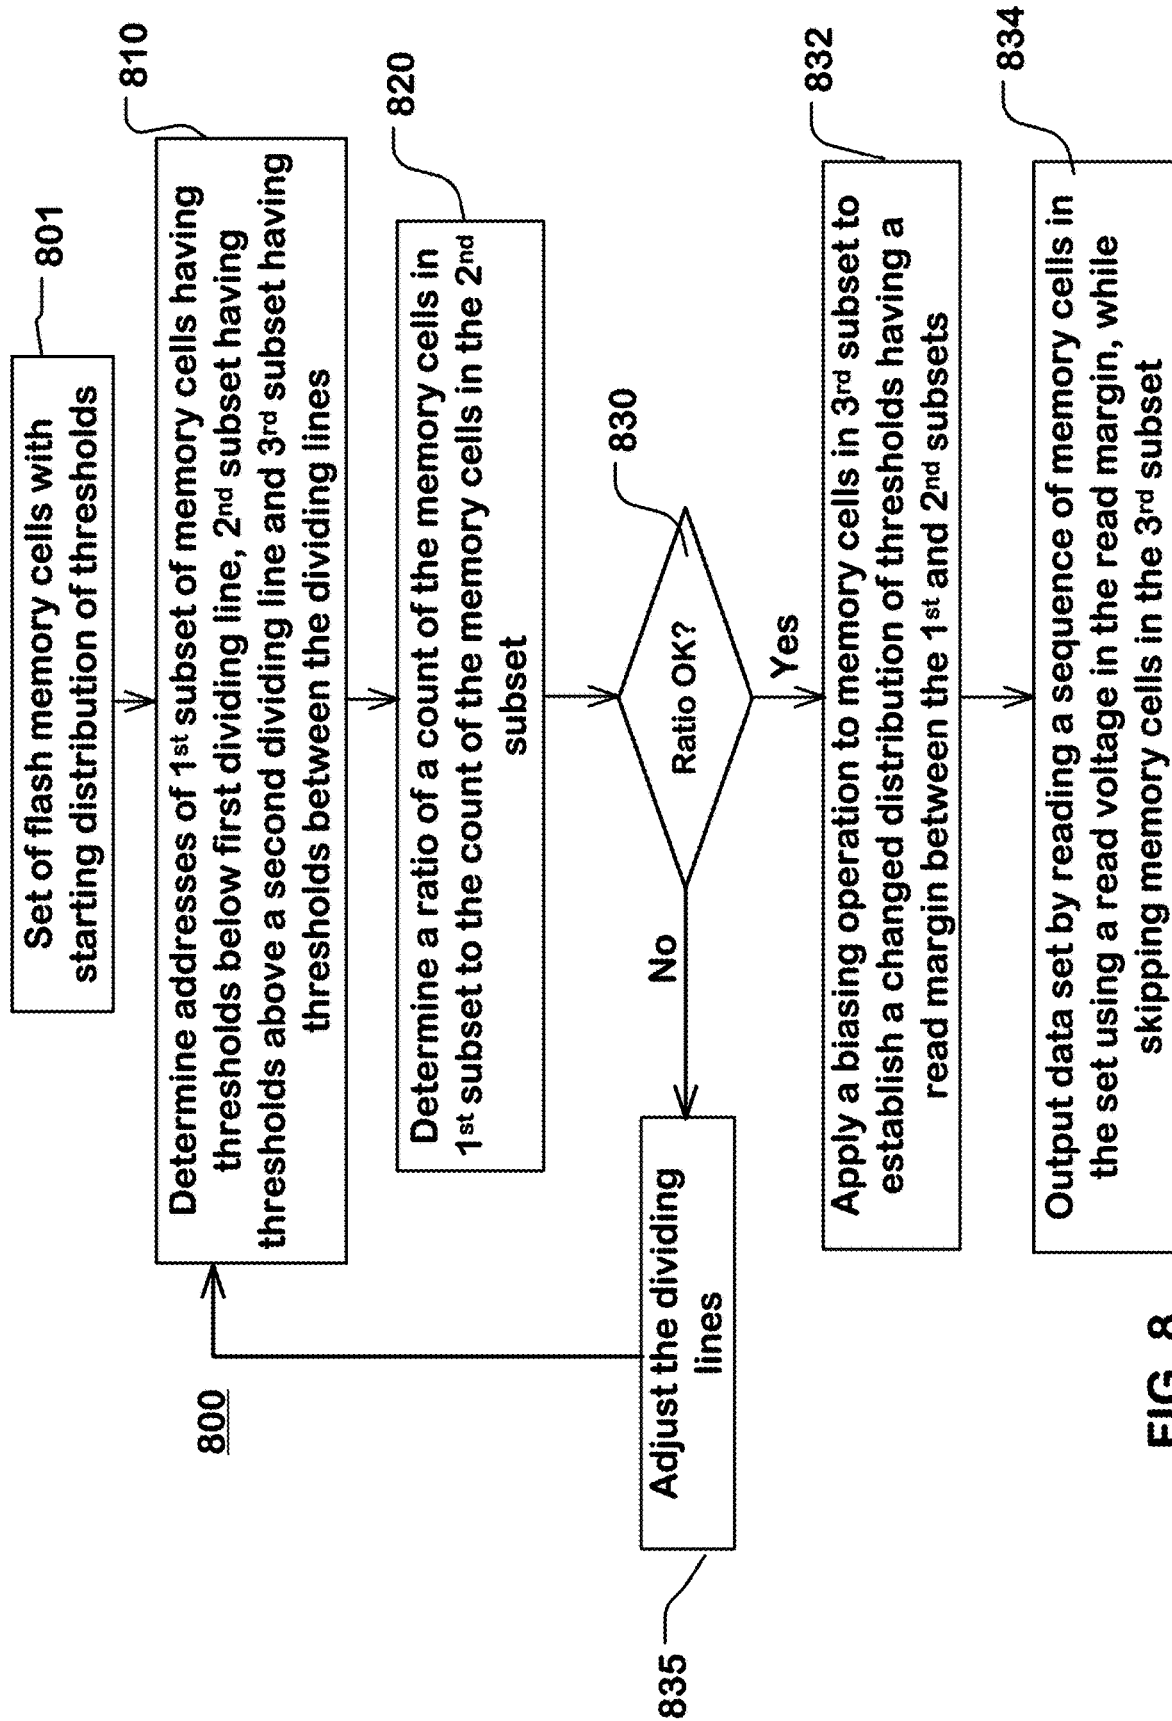 800
801
Set of flash memory cells with
starting distribution of thresholds
810
Determine addresses of 1st subset of memory cells having
thresholds below first dividing line, 2nd subset having
thresholds above a second dividing line and 3rd subset having
thresholds between the dividing lines
820
Determine a ratio of a count of the memory cells in
1st subset to the count of the memory cells in the 2nd
subset
830
Ratio OK?
No
Yes
835
Adjust the dividing
lines
832
Apply a biasing operation to memory cells in 3rd subset to
establish a changed distribution of thresholds having a
read margin between the 1st and 2nd subsets
834
Output data set by reading a sequence of memory cells in
the set using a read voltage in the read margin, while
skipping memory cells in the 3rd subset
FIG. 8